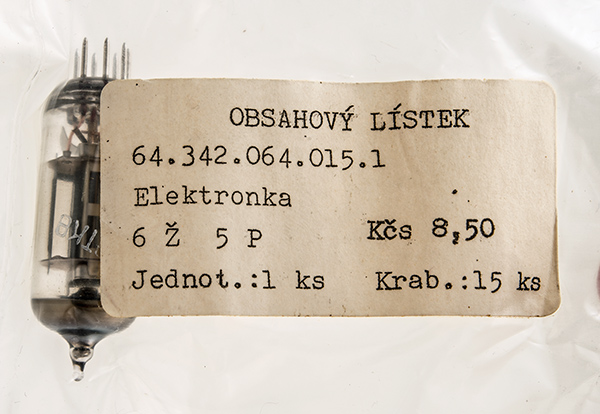 OBSAHOVÝ LÍSTEK
64.342.064.015.1
Elektronka
6 Ž 5 P Kčs 8,50
Jednot.:1 ks Krab.:15 ks